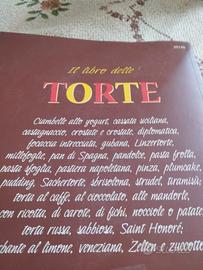 Il libro delle
TORTE
Ciambelle allo yogurt, cassata siciliana,
castagnaccio, crostate e crostate, diplomatica,
focaccia intrecciata, gubana, Linzertorte,
millefoglie, pan di Spagna, pandolce, pasta frolla,
pasta sfoglia, pastiera napoletana, pinza, plumcake,
pudding, Sachertorte, sbrisolona, strudel, tiramisù;
torte al caffè, al cioccolato, alle mandorle,
con ricotta, di carote, di fichi, nocciole o patate
torta russa, sabbiosa, Saint Honoré;
bante al limone, veneziana, Zelten e zuccotto